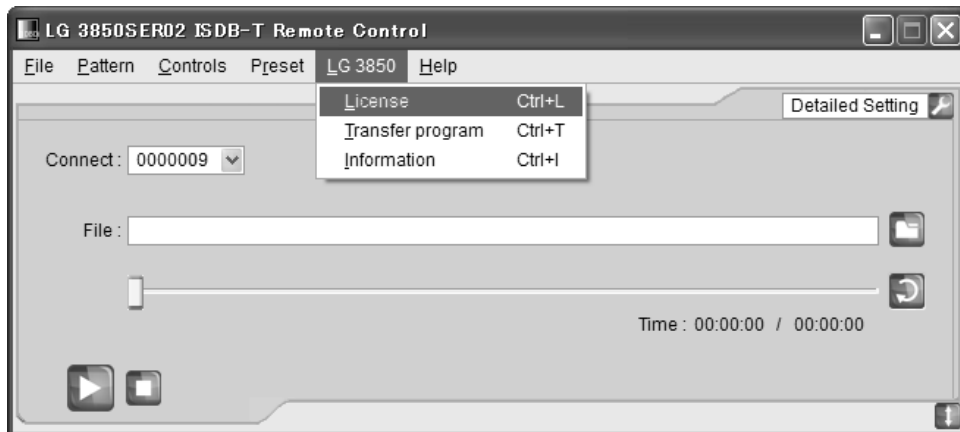 LG 3850SER02 ISDB-T Remote Control
File Pattern Controls Preset LG 3850 Help
License Ctrl+L
Detailed Setting
Transfer program Ctrl+T
Connect : 0000009
Information Ctrl+I
File :
Time : 00:00:00 / 00:00:00